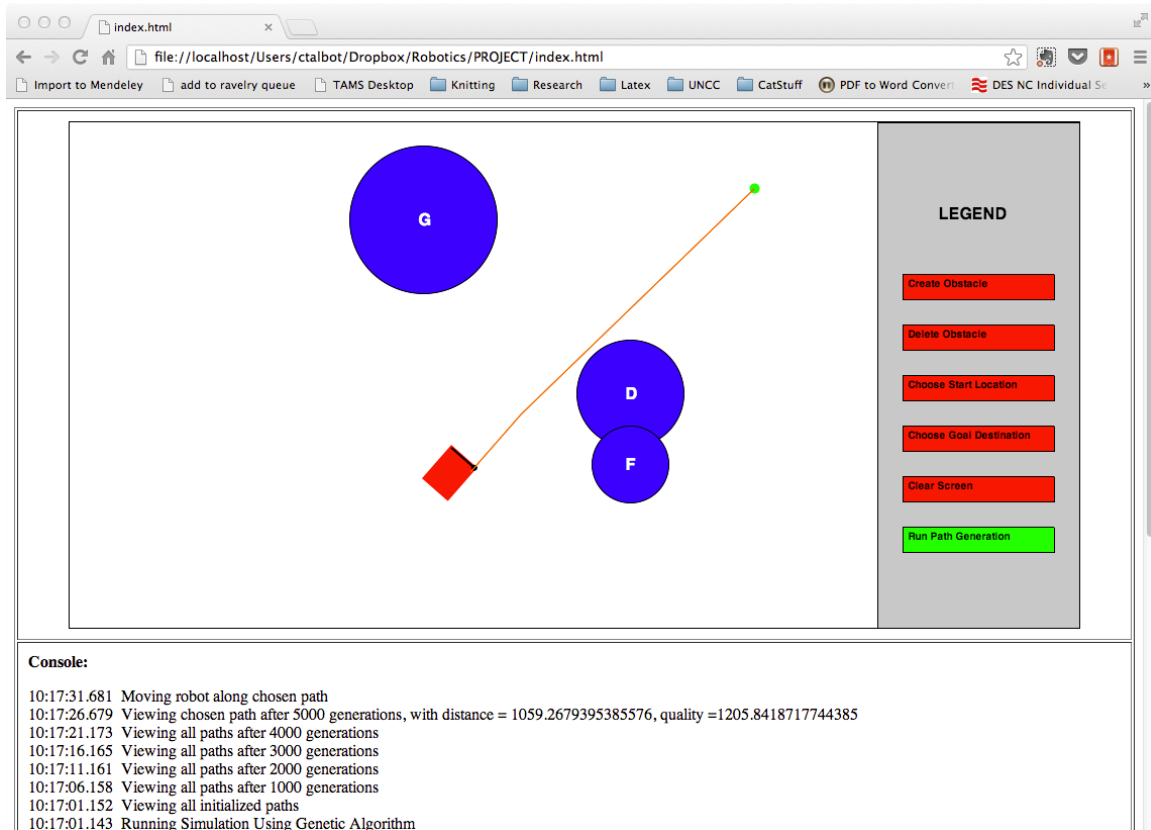 index.html
file://localhost/Users/ctalbot/Dropbox/Robotics/PROJECT/index.html
Import to Mendeley add to ravelry queue TAMS Desktop Knitting Research Latex UNCC CatStuff PDF to Word Convert DES NC Individual Se »
G
LEGEND
Create Obstacle
Delete Obstacle
D
Choose Start Location
Choose Goal Destination
F
Clear Screen
Run Path Generation
Console:
10:17:31.681 Moving robot along chosen path
10:17:26.679 Viewing chosen path after 5000 generations, with distance = 1059.2679395385576, quality =1205.8418717744385
10:17:21.173 Viewing all paths after 4000 generations
10:17:16.165 Viewing all paths after 3000 generations
10:17:11.161 Viewing all paths after 2000 generations
10:17:06.158 Viewing all paths after 1000 generations
10:17:01.152 Viewing all initialized paths
10:17:01.143 Running Simulation Using Genetic Algorithm